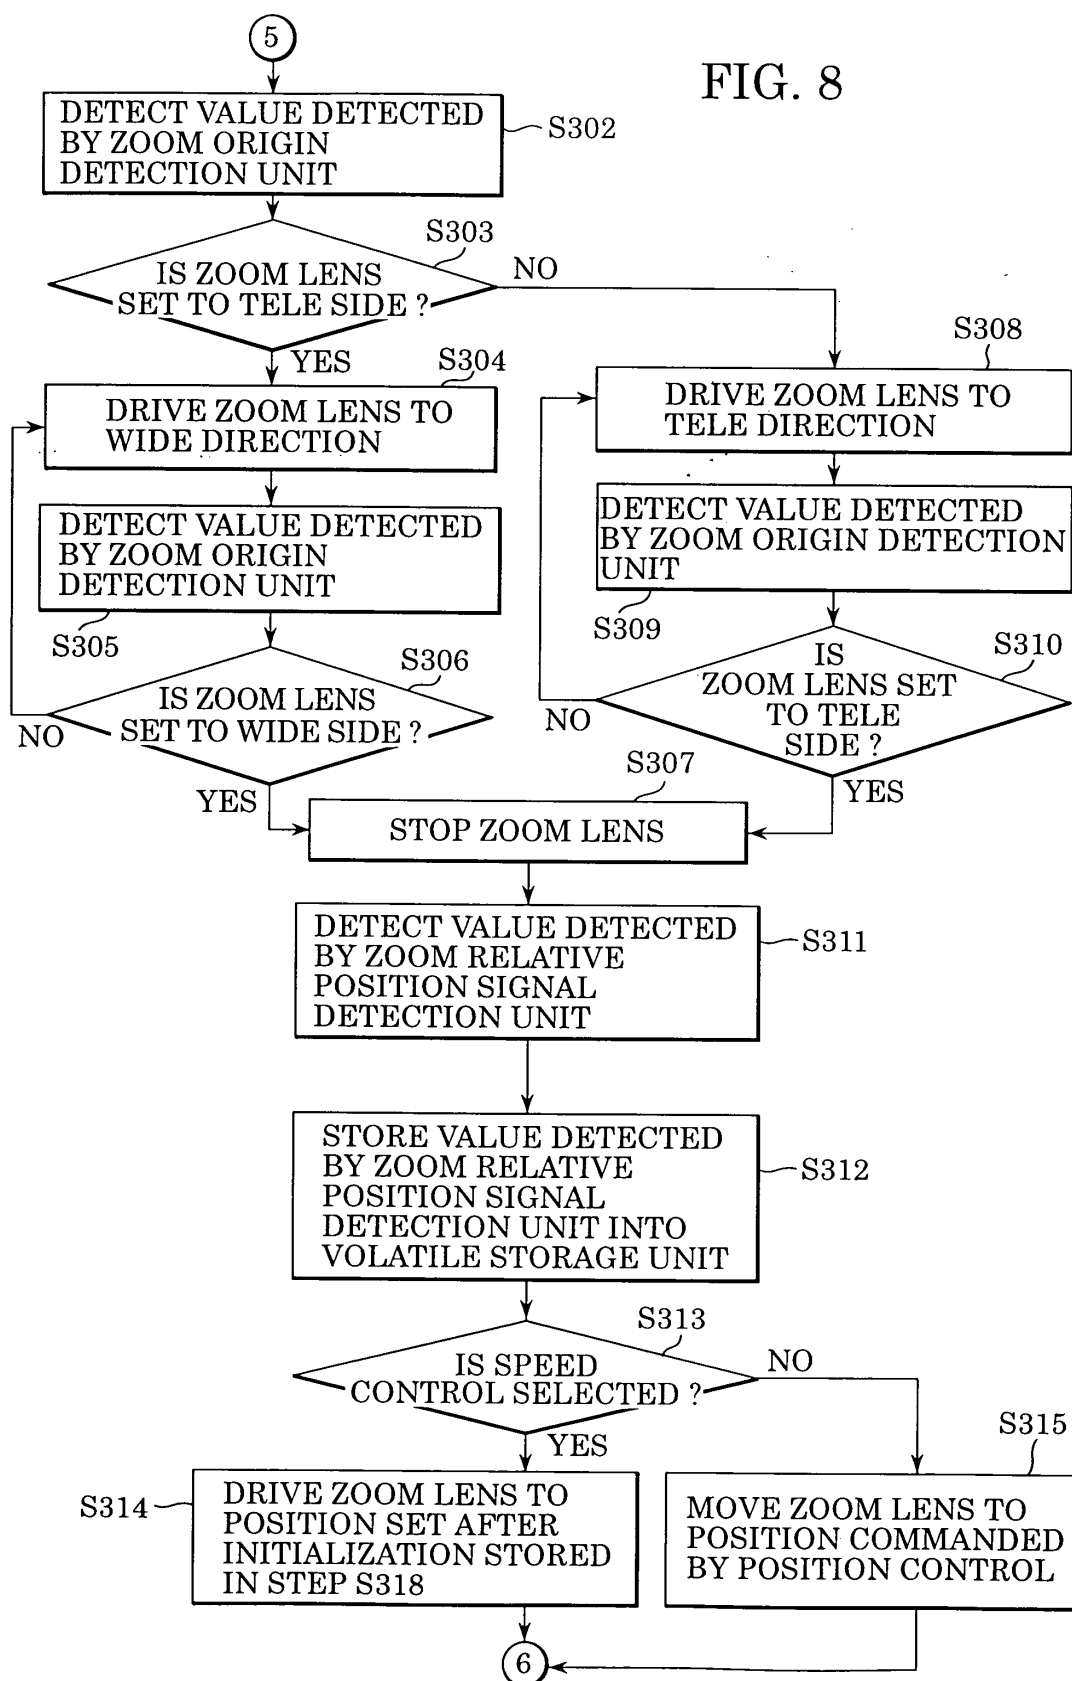 5
FIG. 8
DETECT VALUE DETECTED
BY ZOOM ORIGIN
DETECTION UNIT
S302
S303
IS ZOOM LENS
SET TO TELE SIDE ?
NO
YES
S304
DRIVE ZOOM LENS TO
WIDE DIRECTION
DETECT VALUE DETECTED
BY ZOOM ORIGIN
DETECTION UNIT
S305
S306
IS ZOOM LENS
SET TO WIDE SIDE ?
NO
YES
S308
DRIVE ZOOM LENS TO
TELE DIRECTION
DETECT VALUE DETECTED
BY ZOOM ORIGIN DETECTION
UNIT
S309
S310
IS
ZOOM LENS SET
TO TELE
SIDE ?
NO
YES
S307
STOP ZOOM LENS
DETECT VALUE DETECTED
BY ZOOM RELATIVE
POSITION SIGNAL
DETECTION UNIT
S311
STORE VALUE DETECTED
BY ZOOM RELATIVE
POSITION SIGNAL
DETECTION UNIT INTO
VOLATILE STORAGE UNIT
S312
S313
IS SPEED
CONTROL SELECTED ?
NO
YES
S314
DRIVE ZOOM LENS TO
POSITION SET AFTER
INITIALIZATION STORED
IN STEP S318
S315
MOVE ZOOM LENS TO
POSITION COMMANDED
BY POSITION CONTROL
6